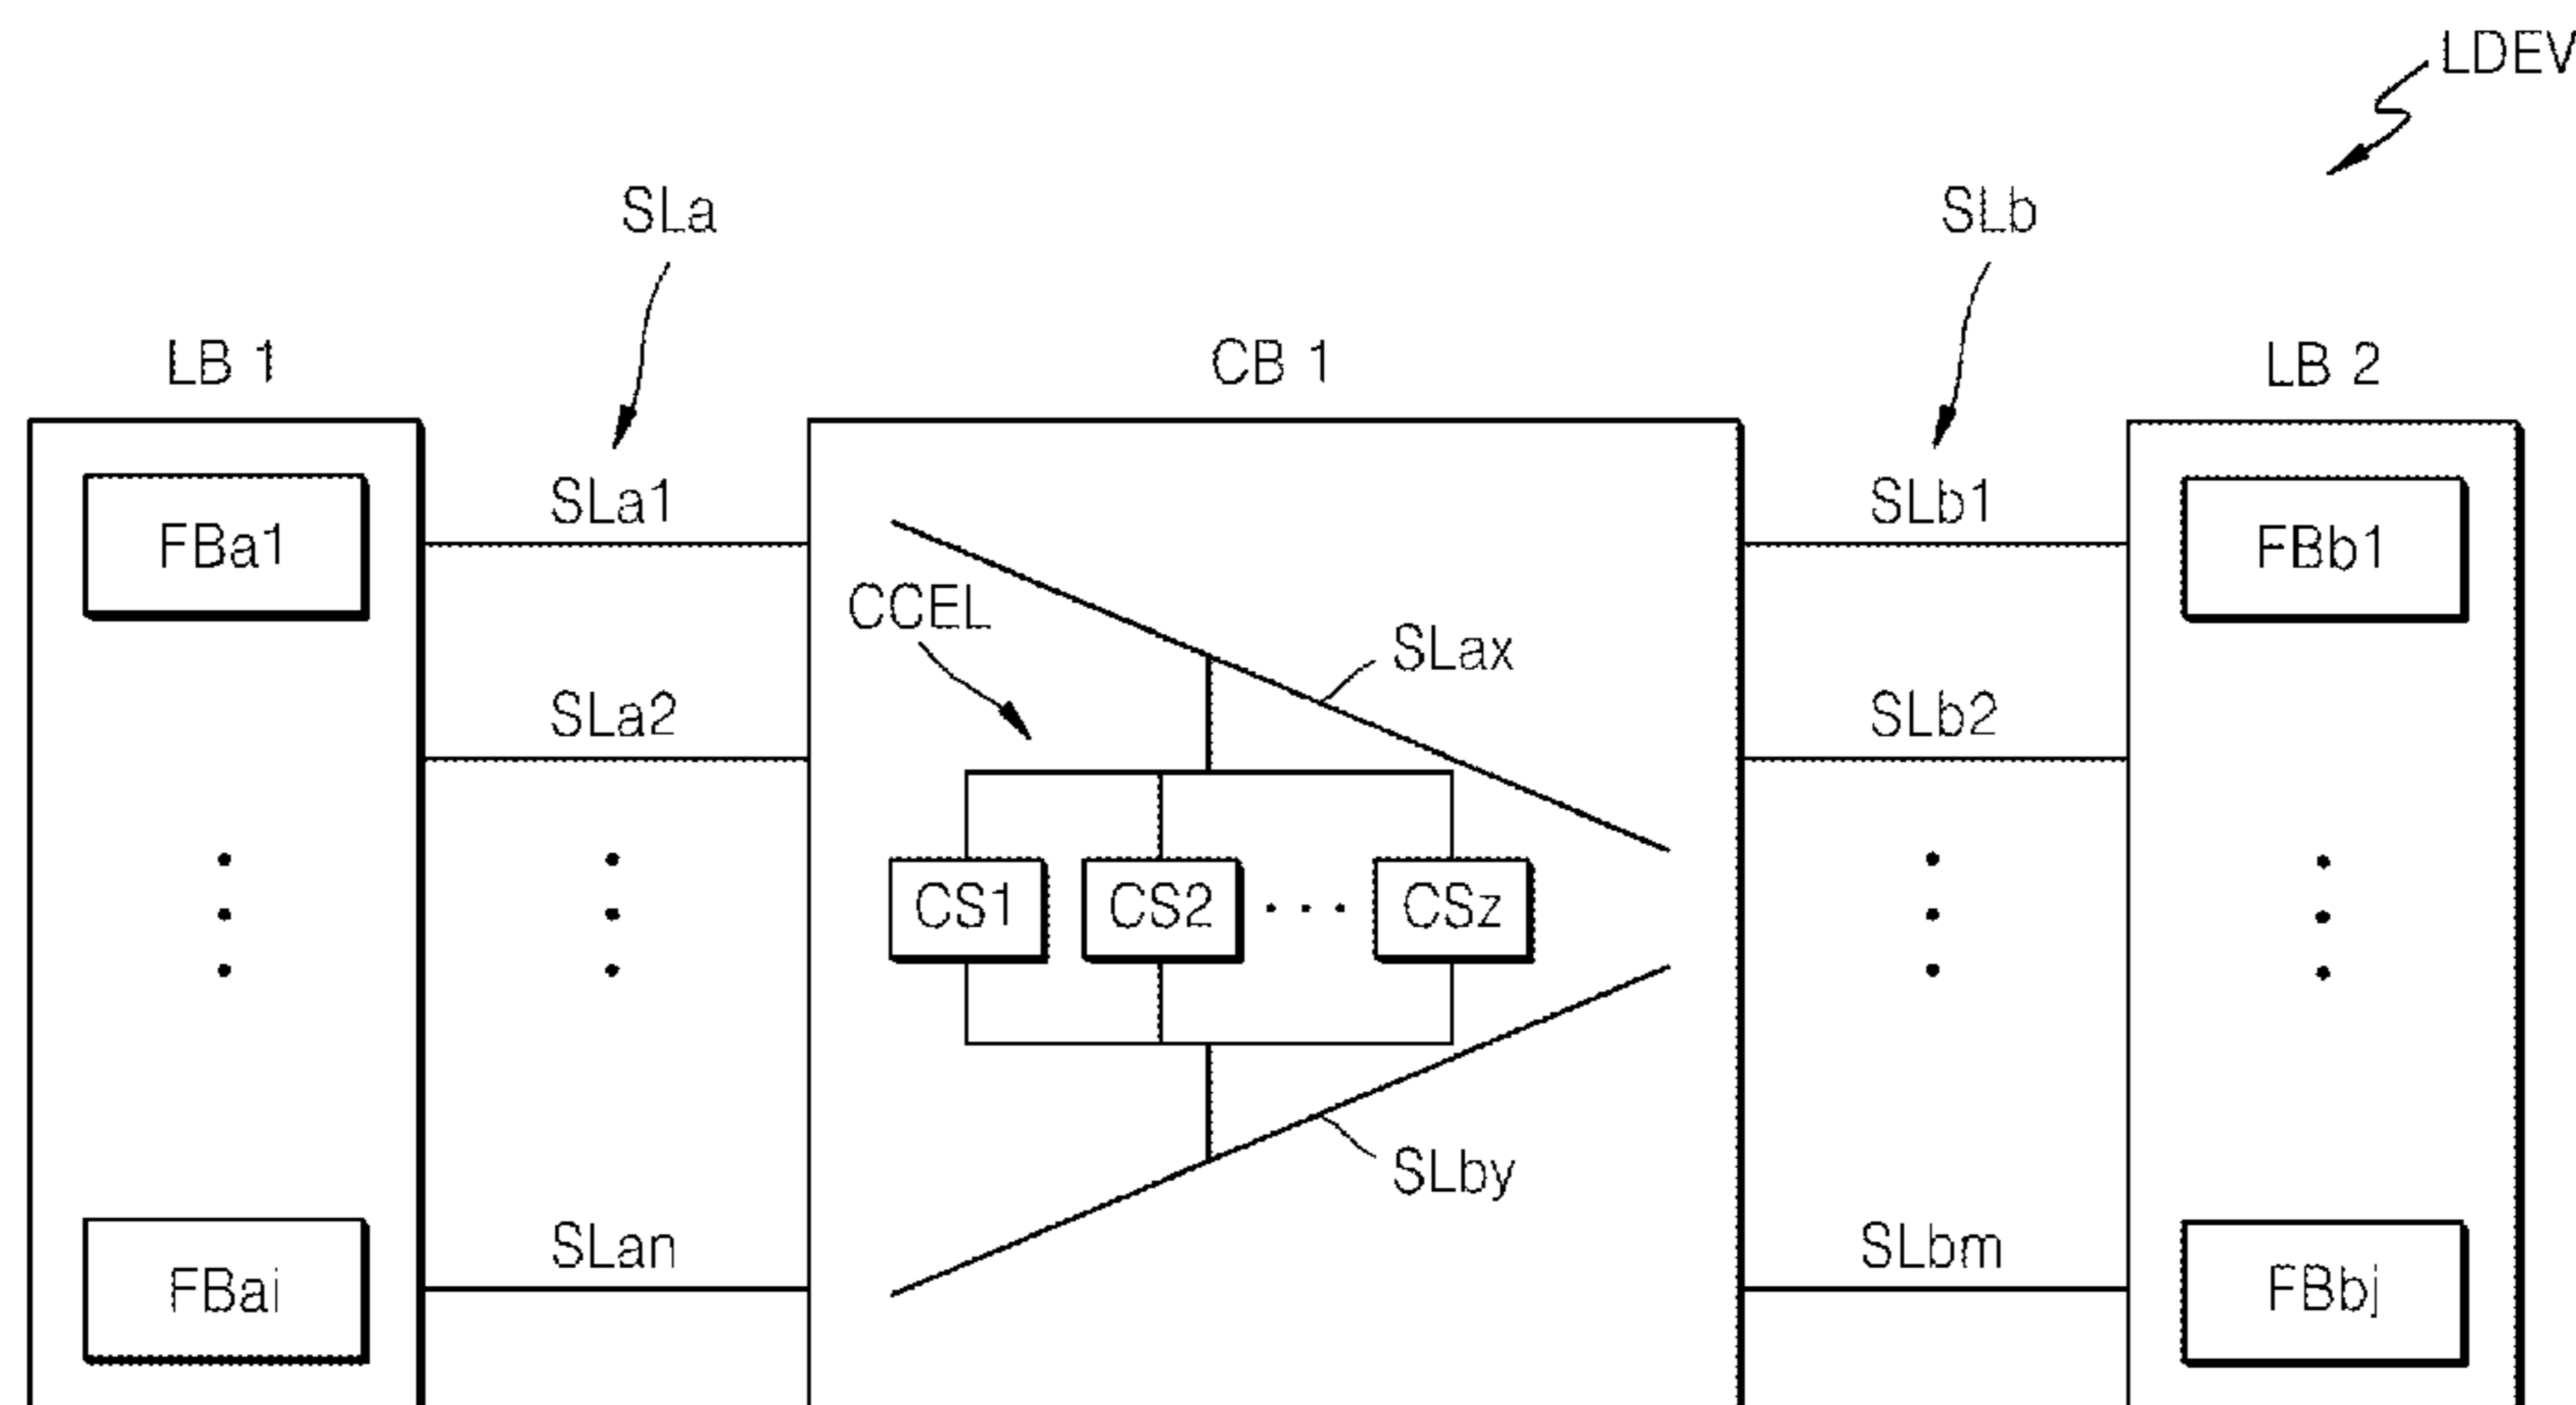 LDEV
SLa
SLb
LB 1
CB 1
LB 2
SLa1
SLb1
FBa1
FBb1
CCEL
SLax
SLa2
SLb2
CS1
CS2
CSz
SLby
SLan
SLbm
FBai
FBbj